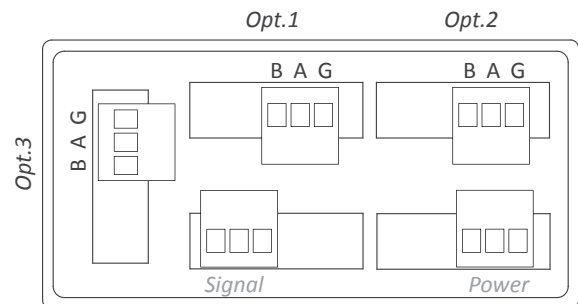 Opt.1
Opt.2
B A G
B A G
Opt.3
B A G
Signal
Power